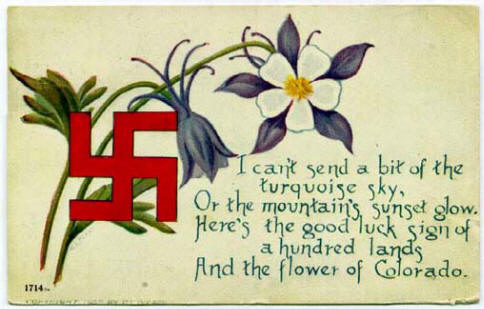 I can't send a bit of the
turquoise sky,
Or the mountain's sunset glow.
Here's the good luck sign of
a hundred lands
And the flower of Colorado.
1714